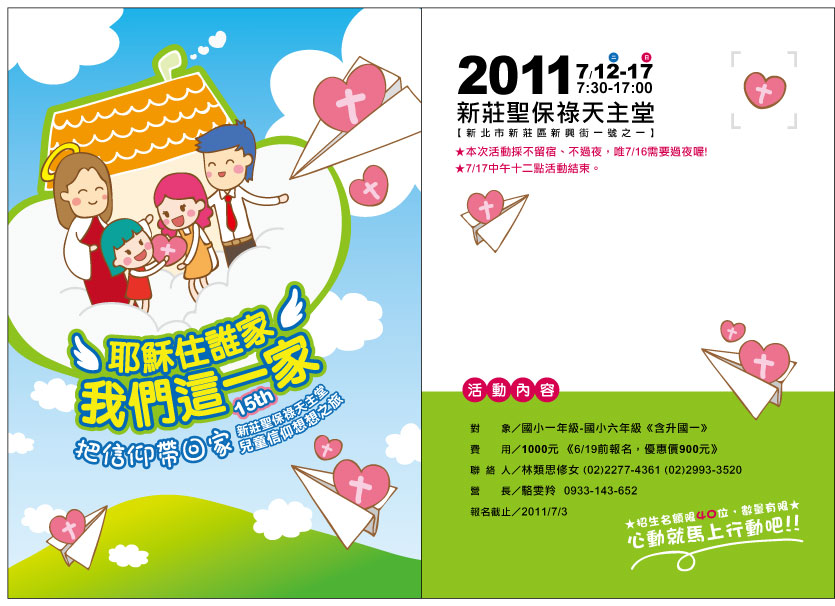 耶穌住誰家
我們這一家
15th
把信仰帶回家
新莊聖保祿天主堂
兒童信仰想想之旅
二 日
2011 7/12-17
7:30-17:00
新莊聖保祿天主堂
【新北市新莊區新興街一號之一】
★本次活動採不留宿、不過夜，唯7/16需要過夜喔!
★7/17中午十二點活動結束。
活動內容
對 象／國小一年級-國小六年級《含升國一》
費 用／1000元 《6/19前報名，優惠價900元》
聯 絡 人／林類思修女 (02)2277-4361 (02)2993-3520
營 長／駱雯羚 0933-143-652
報名截止／2011/7/3
★招生名額限40位，數量有限★
心動就馬上行動吧!!